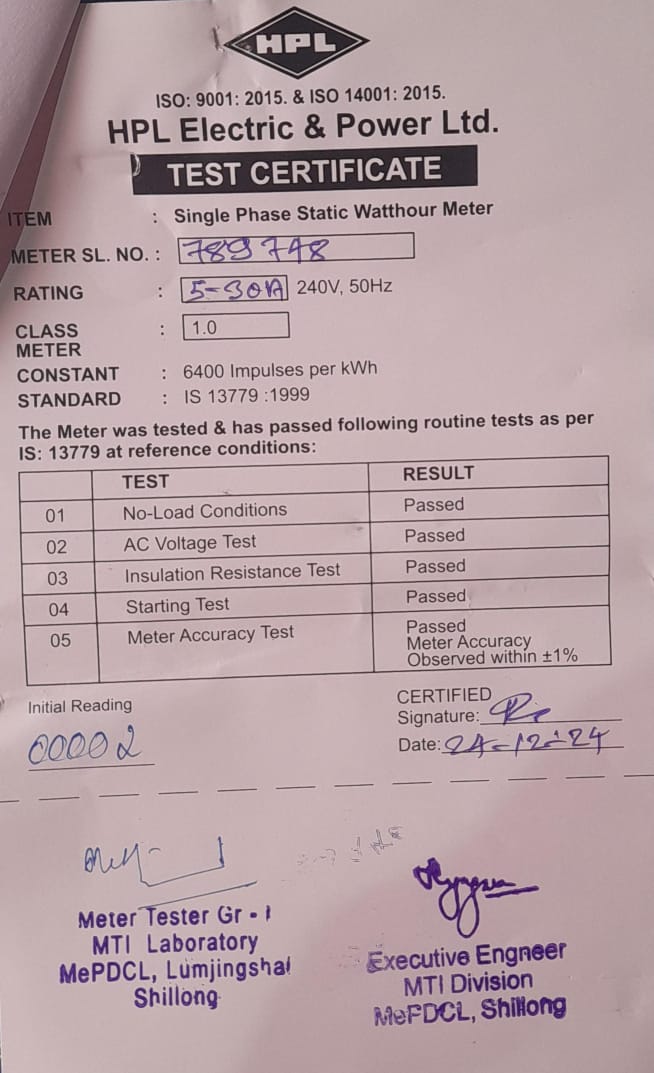 HPL
ISO: 9001: 2015. & ISO 14001: 2015.
HPL Electric & Power Ltd.
TEST CERTIFICATE
ITEM : Single Phase Static Watthour Meter
METER SL. NO. : 789748
RATING : 5-30A 240V, 50Hz
CLASS : 1.0
METER
CONSTANT : 6400 Impulses per kWh
STANDARD : IS 13779 :1999
The Meter was tested & has passed following routine tests as per
IS: 13779 at reference conditions:
TEST RESULT
01 No-Load Conditions Passed
02 AC Voltage Test Passed
03 Insulation Resistance Test Passed
04 Starting Test Passed
05 Meter Accuracy Test Passed
Meter Accuracy
Observed within ±1%
Initial Reading
00002
CERTIFIED
Signature:
Date: 24-12-24
Meter Tester Gr - I
MTI Laboratory
MePDCL, Lumjingshai
Shillong
Executive Engneer
MTI Division
MePDCL, Shillong